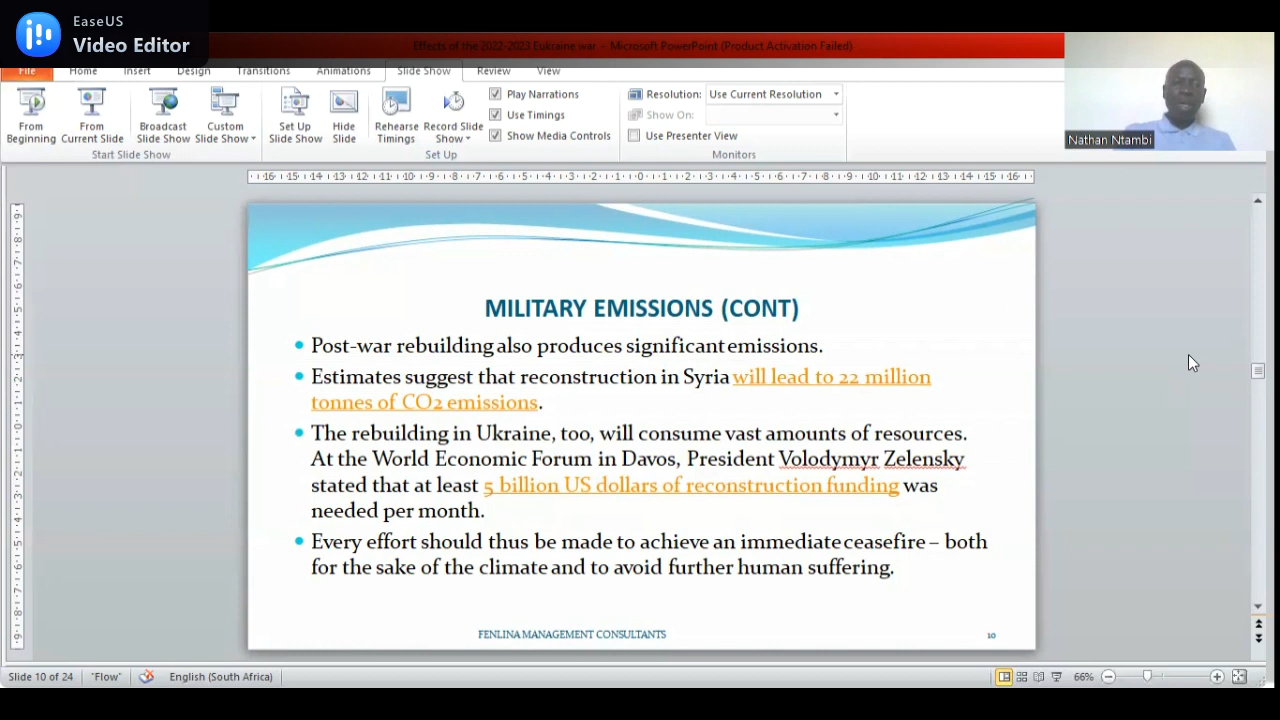 EaseUS
Video Editor
Effects of the 2022-2023 Eukraine war - Microsoft PowerPoint (Product Activation Failed)
File Home Insert Design Transitions Animations Slide Show Review View
From Beginning
From Current Slide
Broadcast Slide Show
Custom Slide Show
Set Up Slide Show
Hide Slide
Rehearse Timings
Record Slide Show
Play Narrations
Use Timings
Show Media Controls
Resolution: Use Current Resolution
Show On:
Use Presenter View
Start Slide Show
Set Up
Monitors
Nathan Ntambi
MILITARY EMISSIONS (CONT)
Post-war rebuilding also produces significant emissions.
Estimates suggest that reconstruction in Syria will lead to 22 million
tonnes of CO2 emissions.
The rebuilding in Ukraine, too, will consume vast amounts of resources.
At the World Economic Forum in Davos, President Volodymyr Zelensky
stated that at least 5 billion US dollars of reconstruction funding was
needed per month.
Every effort should thus be made to achieve an immediate ceasefire – both
for the sake of the climate and to avoid further human suffering.
FENLINA MANAGEMENT CONSULTANTS
10
Slide 10 of 24 "Flow" English (South Africa) 66%